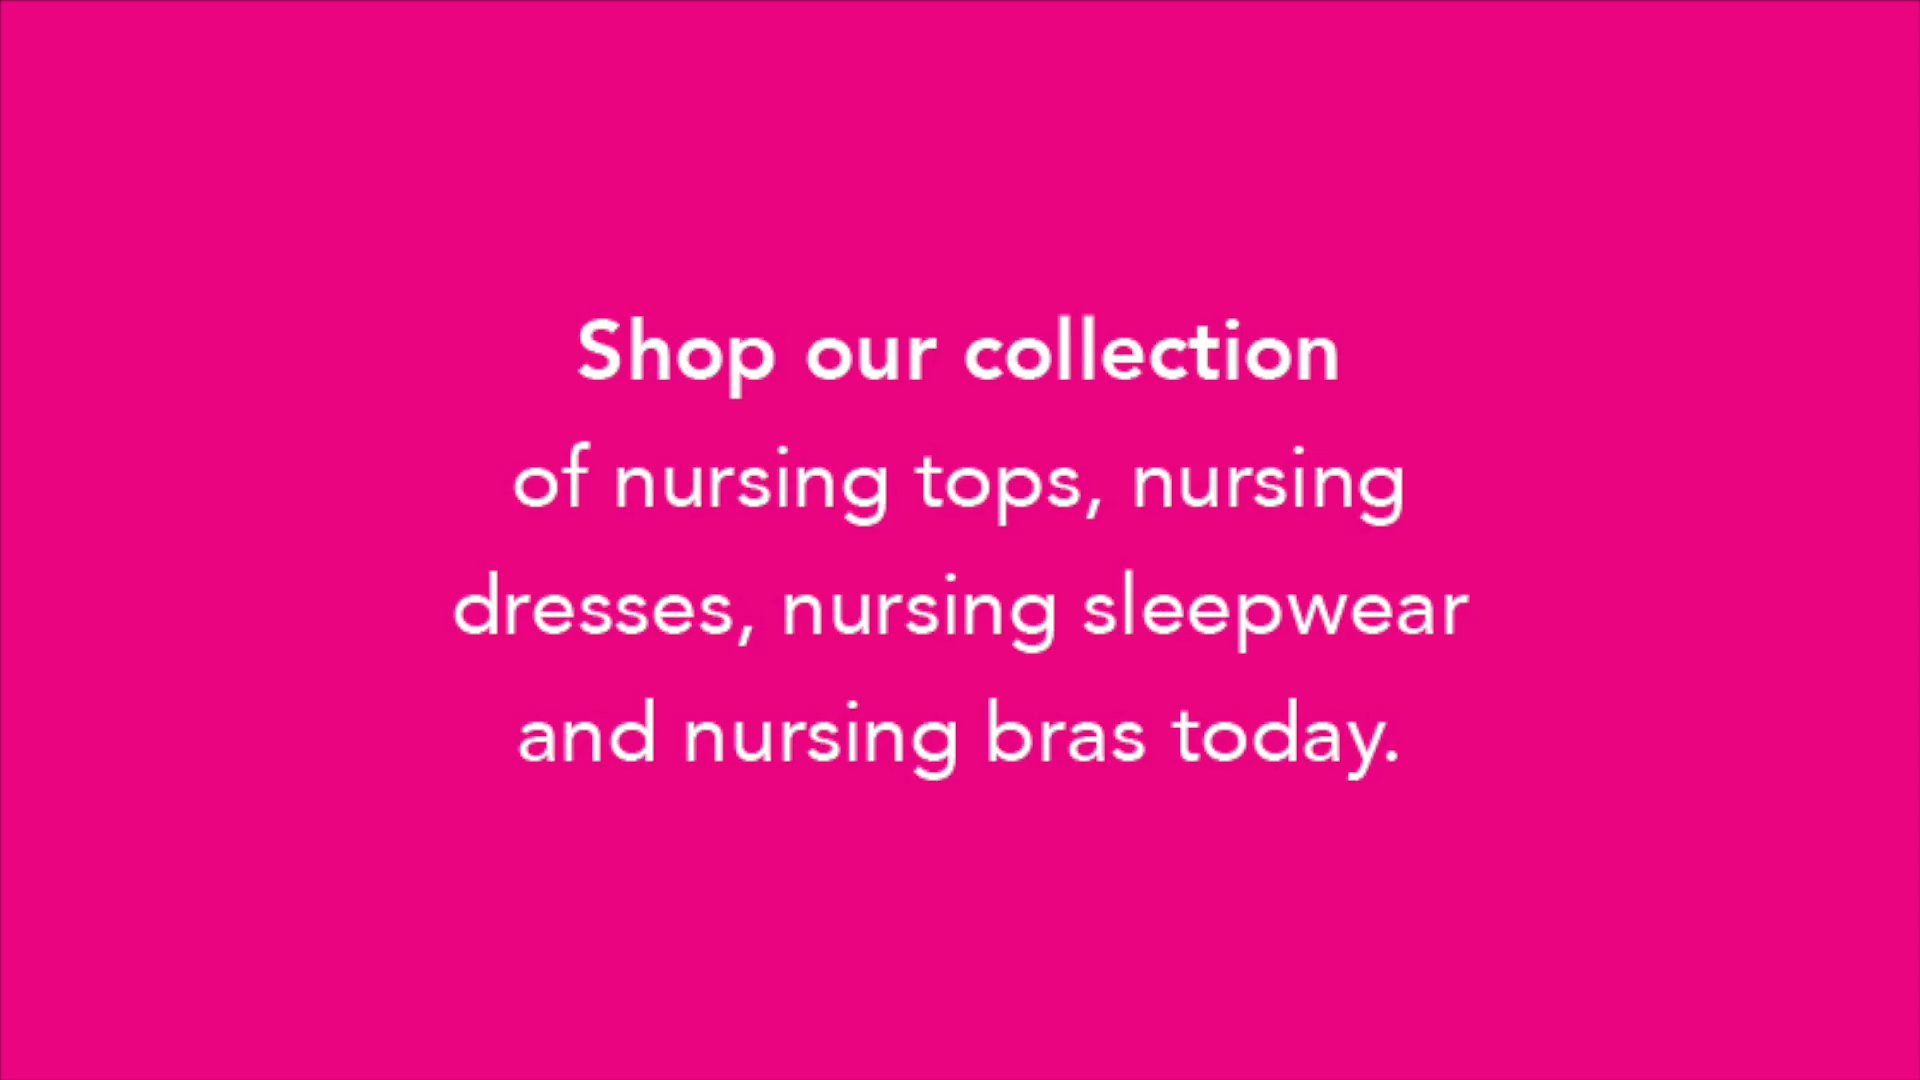 Shop our collection
of nursing tops, nursing
dresses, nursing sleepwear
and nursing bras today.